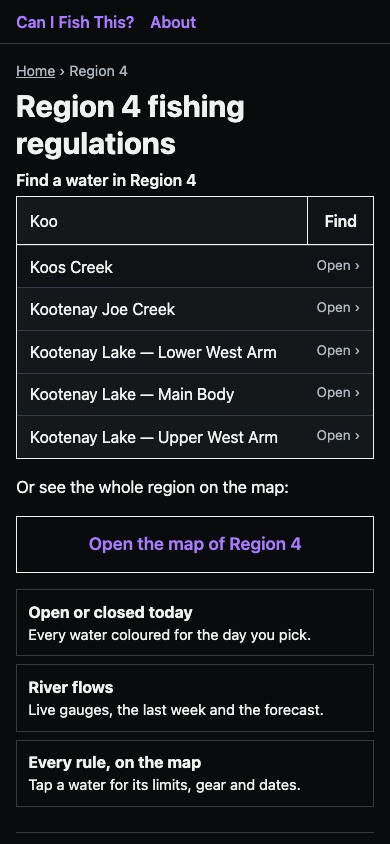 Can I Fish This? About
Home › Region 4
Region 4 fishing
regulations
Find a water in Region 4
Koo Find
Koos Creek Open ›
Kootenay Joe Creek Open ›
Kootenay Lake — Lower West Arm Open ›
Kootenay Lake — Main Body Open ›
Kootenay Lake — Upper West Arm Open ›
Or see the whole region on the map:
Open the map of Region 4
Open or closed today
Every water coloured for the day you pick.
River flows
Live gauges, the last week and the forecast.
Every rule, on the map
Tap a water for its limits, gear and dates.